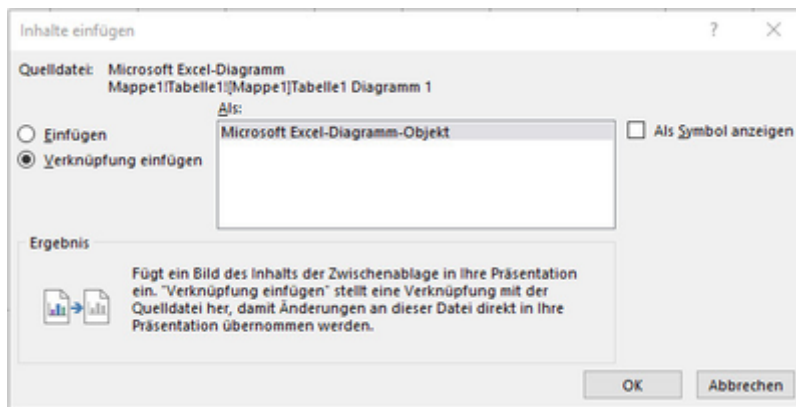 Inhalte einfügen
?
Quelldatei: Microsoft Excel-Diagramm
Mappe1!Tabelle1![Mappe1]Tabelle1 Diagramm 1
Als:
Einfügen
Verknüpfung einfügen
Microsoft Excel-Diagramm-Objekt
Als Symbol anzeigen
Ergebnis
Fügt ein Bild des Inhalts der Zwischenablage in Ihre Präsentation
ein. "Verknüpfung einfügen" stellt eine Verknüpfung mit der
Quelldatei her, damit Änderungen an dieser Datei direkt in Ihre
Präsentation übernommen werden.
OK
Abbrechen